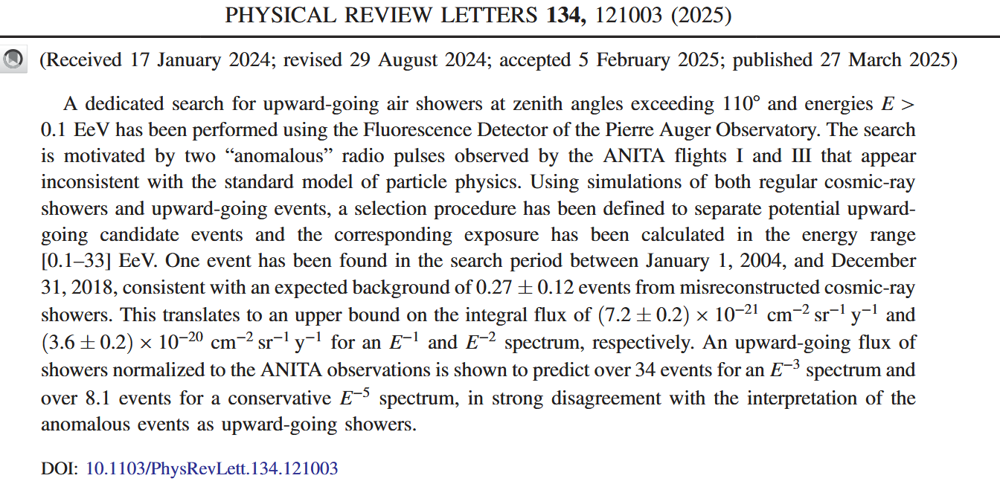 PHYSICAL REVIEW LETTERS 134, 121003 (2025)
(Received 17 January 2024; revised 29 August 2024; accepted 5 February 2025; published 27 March 2025)
A dedicated search for upward-going air showers at zenith angles exceeding 110° and energies E >
0.1 EeV has been performed using the Fluorescence Detector of the Pierre Auger Observatory. The search
is motivated by two “anomalous” radio pulses observed by the ANITA flights I and III that appear
inconsistent with the standard model of particle physics. Using simulations of both regular cosmic-ray
showers and upward-going events, a selection procedure has been defined to separate potential upward-
going candidate events and the corresponding exposure has been calculated in the energy range
[0.1–33] EeV. One event has been found in the search period between January 1, 2004, and December
31, 2018, consistent with an expected background of 0.27 ± 0.12 events from misreconstructed cosmic-ray
showers. This translates to an upper bound on the integral flux of (7.2 ± 0.2) × 10⁻²¹ cm⁻² sr⁻¹ y⁻¹ and
(3.6 ± 0.2) × 10⁻²⁰ cm⁻² sr⁻¹ y⁻¹ for an E⁻¹ and E⁻² spectrum, respectively. An upward-going flux of
showers normalized to the ANITA observations is shown to predict over 34 events for an E⁻³ spectrum and
over 8.1 events for a conservative E⁻⁵ spectrum, in strong disagreement with the interpretation of the
anomalous events as upward-going showers.
DOI: 10.1103/PhysRevLett.134.121003